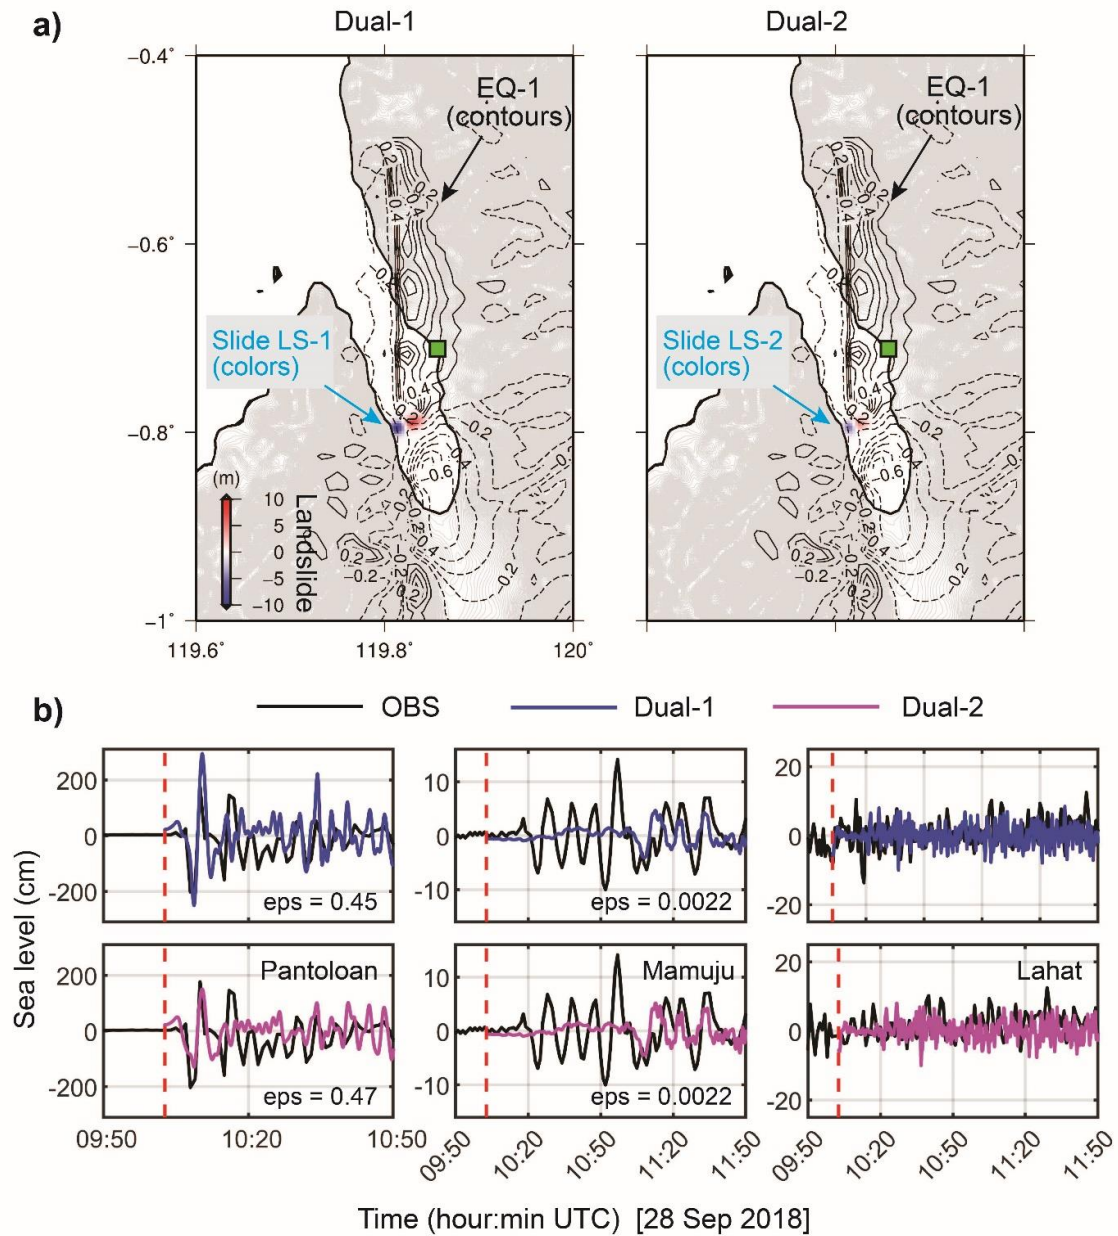 a)
Dual-1
Dual-2
−0.4°
−0.6°
−0.8°
−1°
119.6°
119.8°
120°
EQ-1
(contours)
EQ-1
(contours)
Slide LS-1
(colors)
Slide LS-2
(colors)
(m)
10
5
0
−5
−10
Landslide
b)
OBS
Dual-1
Dual-2
Sea level (cm)
200
0
-200
eps = 0.45
10
0
-10
eps = 0.0022
20
0
-20
200
0
-200
Pantoloan
eps = 0.47
10
0
-10
Mamuju
eps = 0.0022
20
0
-20
Lahat
09:50
10:20
10:50
09:50
10:20
10:50
11:20
11:50
09:50
10:20
10:50
11:20
11:50
Time (hour:min UTC) [28 Sep 2018]